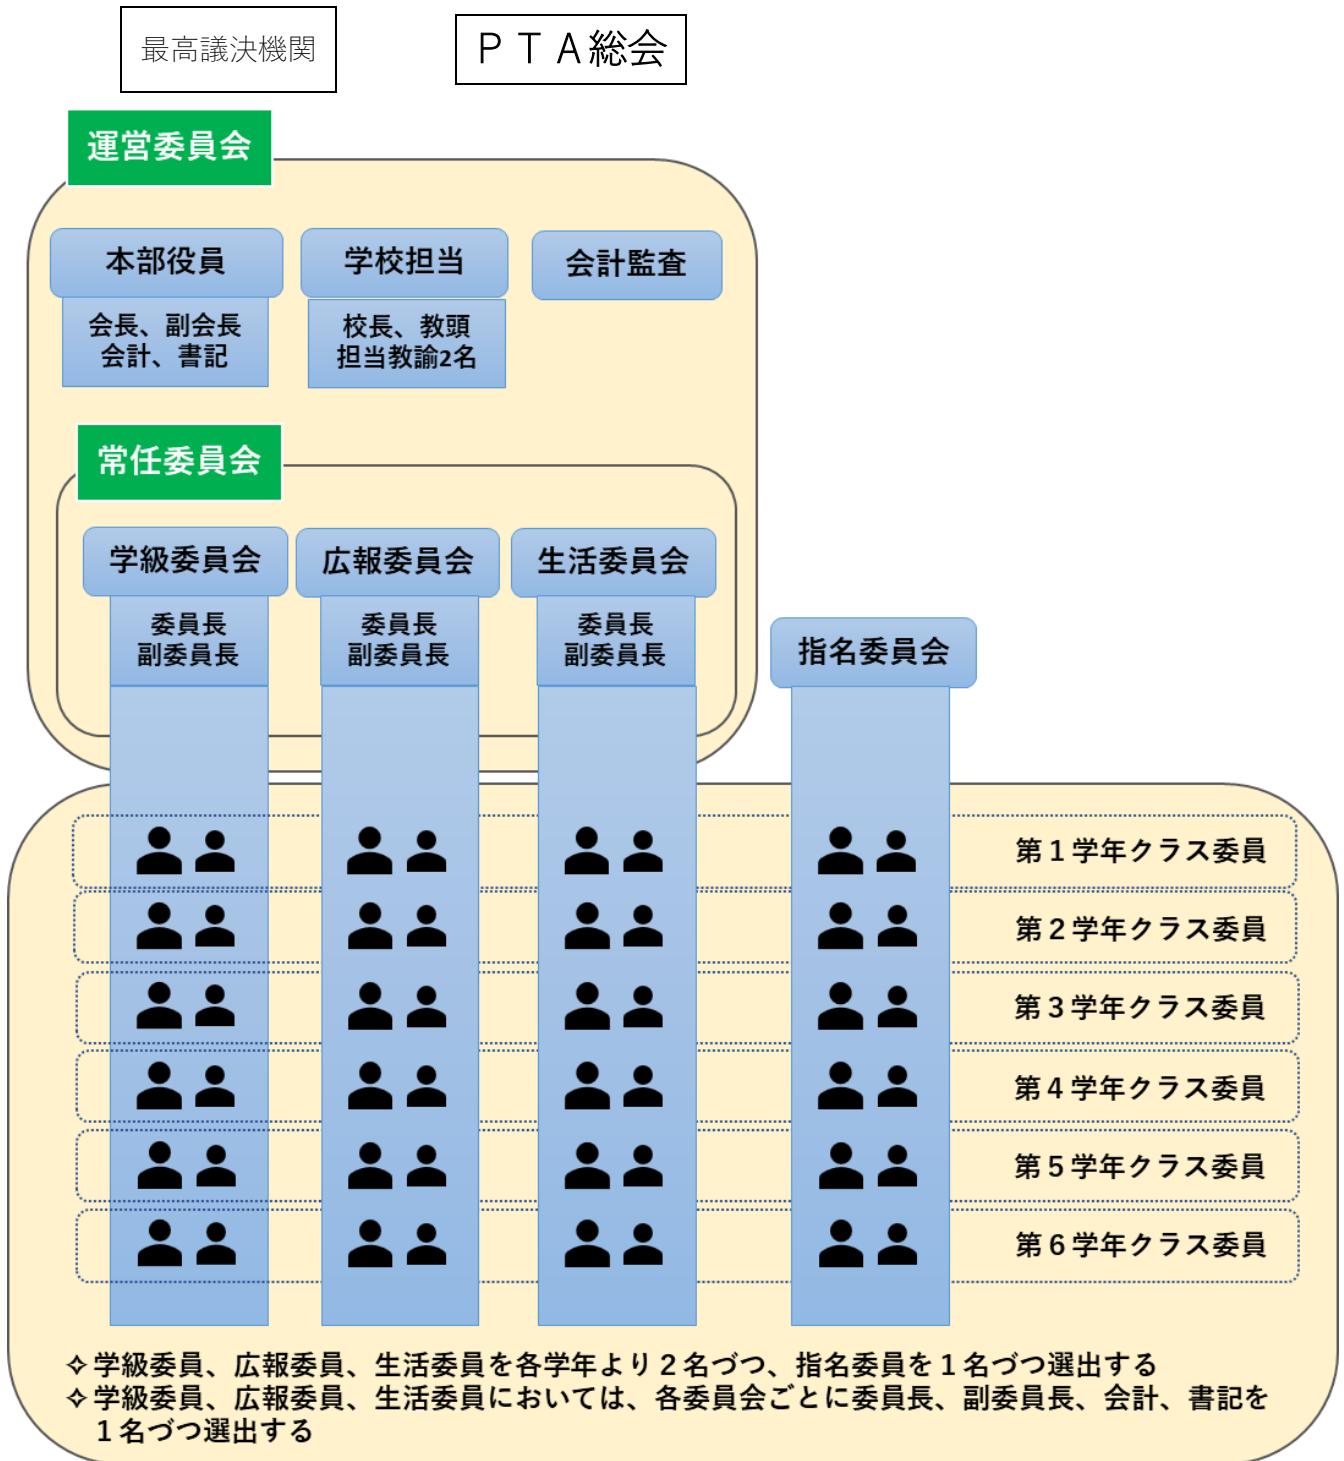 最高議決機関
ＰＴＡ総会
運営委員会
本部役員
会長、副会長
会計、書記
学校担当
校長、教頭
担当教諭2名
会計監査
常任委員会
学級委員会
委員長
副委員長
広報委員会
委員長
副委員長
生活委員会
委員長
副委員長
指名委員会
第１学年クラス委員
第２学年クラス委員
第３学年クラス委員
第４学年クラス委員
第５学年クラス委員
第６学年クラス委員
✧学級委員、広報委員、生活委員を各学年より２名づつ、指名委員を１名づつ選出する
✧学級委員、広報委員、生活委員においては、各委員会ごとに委員長、副委員長、会計、書記を
１名づつ選出する